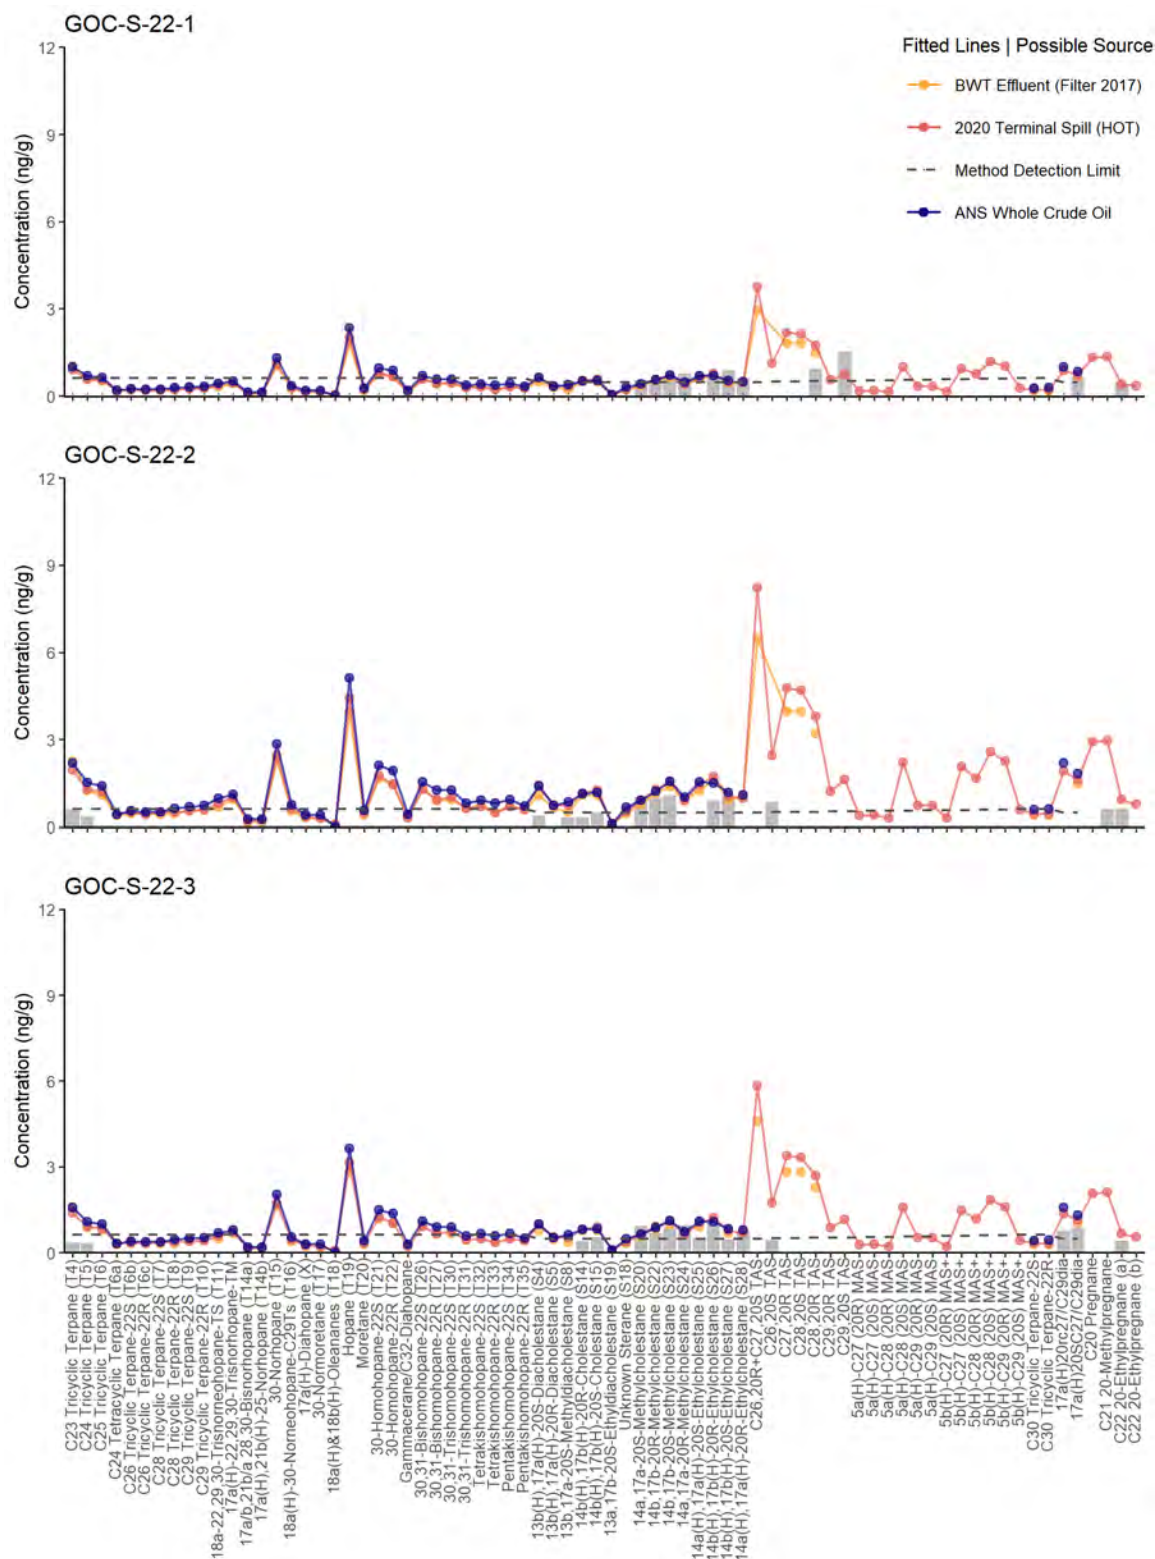 GOC-S-22-1
12
9
6
3
0
Concentration (ng/g)
Fitted Lines | Possible Source
BWT Effluent (Filter 2017)
2020 Terminal Spill (HOT)
Method Detection Limit
ANS Whole Crude Oil
GOC-S-22-2
12
9
6
3
0
Concentration (ng/g)
GOC-S-22-3
12
9
6
3
0
Concentration (ng/g)
C23 Tricyclic Terpane (T4)
C24 Tricyclic Terpane (T5)
C25 Tricyclic Terpane (T6)
C24 Tetracyclic Terpane (T6a)
C26 Tricyclic Terpane-22S (T6b)
C26 Tricyclic Terpane-22R (T6c)
C28 Tricyclic Terpane-22S (T7)
C28 Tricyclic Terpane-22R (T8)
C29 Tricyclic Terpane-22S (T9)
C29 Tricyclic Terpane-22R (T10)
18a-22,29,30-Trisnorneohopane-TS (T11)
17a(H)-22,29,30-Trisnorhopane-TM
17a/b,21b/a 28,30-Bisnorhopane (T14a)
17a(H),21b(H)-25-Norhopane (T14b)
30-Norhopane (T15)
18a(H)-30-Norneohopane-C29Ts (T16)
17a(H)-Diahopane (X)
30-Normoretane (T17)
18a(H)&18b(H)-Oleananes (T18)
Hopane (T19)
Moretane (T20)
30-Homohopane-22S (T21)
30-Homohopane-22R (T22)
Gammacerane/C32-Diahopane
30,31-Bishomohopane-22S (T26)
30,31-Bishomohopane-22R (T27)
30,31-Trishomohopane-22S (T30)
30,31-Trishomohopane-22R (T31)
Tetrakishomohopane-22S (T32)
Tetrakishomohopane-22R (T33)
Pentakishomohopane-22S (T34)
Pentakishomohopane-22R (T35)
13b(H),17a(H)-20S-Diacholestane (S4)
13b(H),17a(H)-20R-Diacholestane (S5)
13b,17a-20S-Methyldiacholestane (S8)
14b(H),17b(H)-20R-Cholestane (S14)
14b(H),17b(H)-20S-Cholestane (S15)
13a,17b-20S-Ethyldiacholestane (S19)
Unknown Sterane (S18)
14a,17a-20S-Methylcholestane (S20)
14b,17b-20R-Methylcholestane (S22)
14b,17b-20S-Methylcholestane (S23)
14a,17a-20R-Methylcholestane (S24)
14a(H),17a(H)-20S-Ethylcholestane (S25)
14b(H),17b(H)-20R-Ethylcholestane (S26)
14b(H),17b(H)-20S-Ethylcholestane (S27)
14a(H),17a(H)-20R-Ethylcholestane (S28)
C26,20R+C27,20S TAS
C26,20S TAS
C27,20R TAS
C28,20S TAS
C28,20R TAS
C29,20S TAS
C29,20S TAS
5a(H)-C27 (20R) MAS
5a(H)-C27 (20S) MAS
5a(H)-C28 (20R) MAS
5a(H)-C28 (20S) MAS
5a(H)-C29 (20R) MAS
5a(H)-C29 (20S) MAS
5b(H)-C27 (20R) MAS+
5b(H)-C27 (20S) MAS+
5b(H)-C28 (20R) MAS+
5b(H)-C28 (20S) MAS+
5b(H)-C29 (20R) MAS+
5b(H)-C29 (20S) MAS+
C30 Tricyclic Terpane-22S
C30 Tricyclic Terpane-22R
17a(H)20rc27/C29dia
17a(H)20SC27/C29dia
C20 Pregnane
C21 20-Methylpregnane
C22 20-Ethylpregnane (a)
C22 20-Ethylpregnane (b)